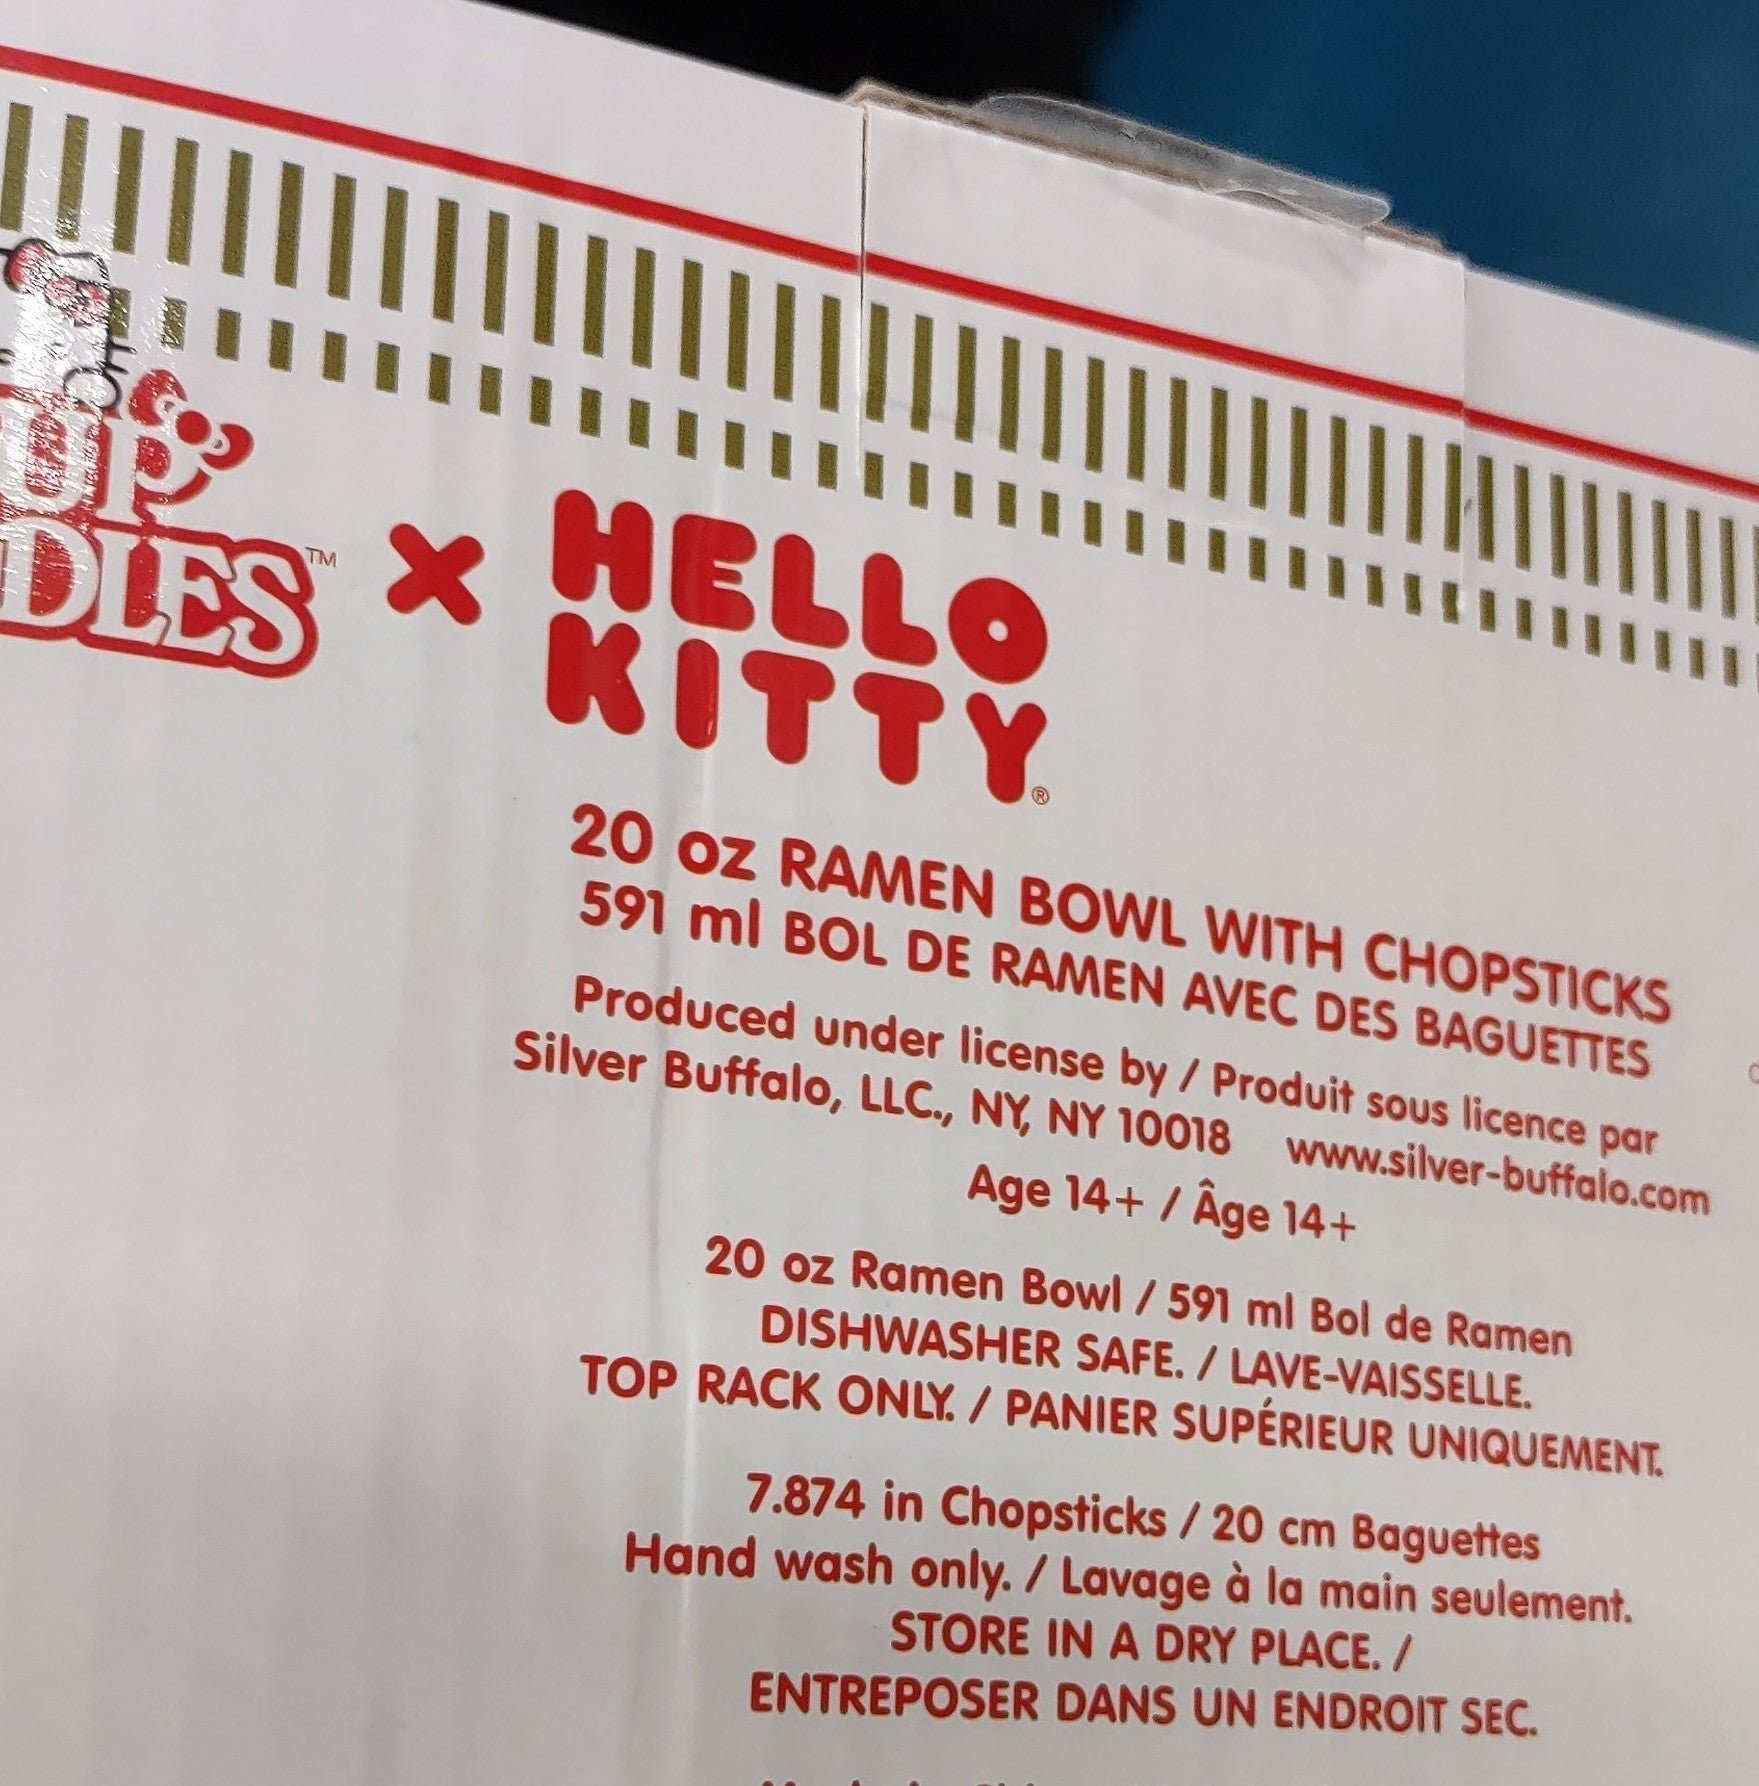 UP
DLES™
×
HELLO
KITTY®
20 oz RAMEN BOWL WITH CHOPSTICKS
591 ml BOL DE RAMEN AVEC DES BAGUETTES
Produced under license by / Produit sous licence par
Silver Buffalo, LLC., NY, NY 10018 www.silver-buffalo.com
Age 14+ / Âge 14+
20 oz Ramen Bowl / 591 ml Bol de Ramen
DISHWASHER SAFE. / LAVE-VAISSELLE.
TOP RACK ONLY. / PANIER SUPÉRIEUR UNIQUEMENT.
7.874 in Chopsticks / 20 cm Baguettes
Hand wash only. / Lavage à la main seulement.
STORE IN A DRY PLACE. /
ENTREPOSER DANS UN ENDROIT SEC.